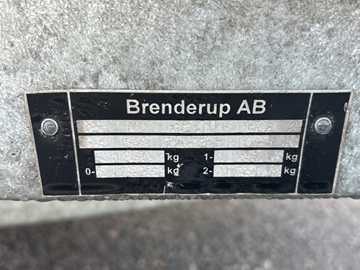 Brenderup AB
kg 1- kg
0- kg 2- kg